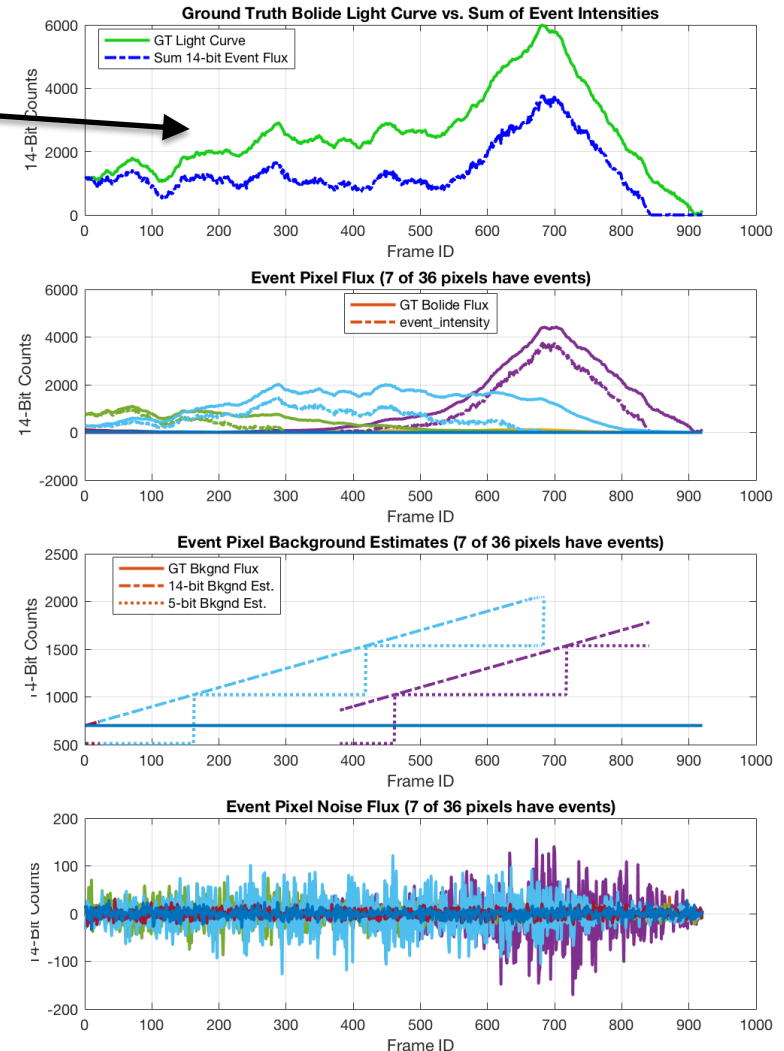 Ground Truth Bolide Light Curve vs. Sum of Event Intensities
6000
4000
2000
0
14-Bit Counts
GT Light Curve
Sum 14-bit Event Flux
0 100 200 300 400 500 600 700 800 900 1000
Frame ID
Event Pixel Flux (7 of 36 pixels have events)
6000
4000
2000
0
-2000
14-Bit Counts
GT Bolide Flux
event_intensity
0 100 200 300 400 500 600 700 800 900 1000
Frame ID
Event Pixel Background Estimates (7 of 36 pixels have events)
2500
2000
1500
1000
500
14-Bit Counts
GT Bkgnd Flux
14-bit Bkgnd Est.
5-bit Bkgnd Est.
0 100 200 300 400 500 600 700 800 900 1000
Frame ID
Event Pixel Noise Flux (7 of 36 pixels have events)
200
100
0
-100
-200
14-Bit Counts
0 100 200 300 400 500 600 700 800 900 1000
Frame ID